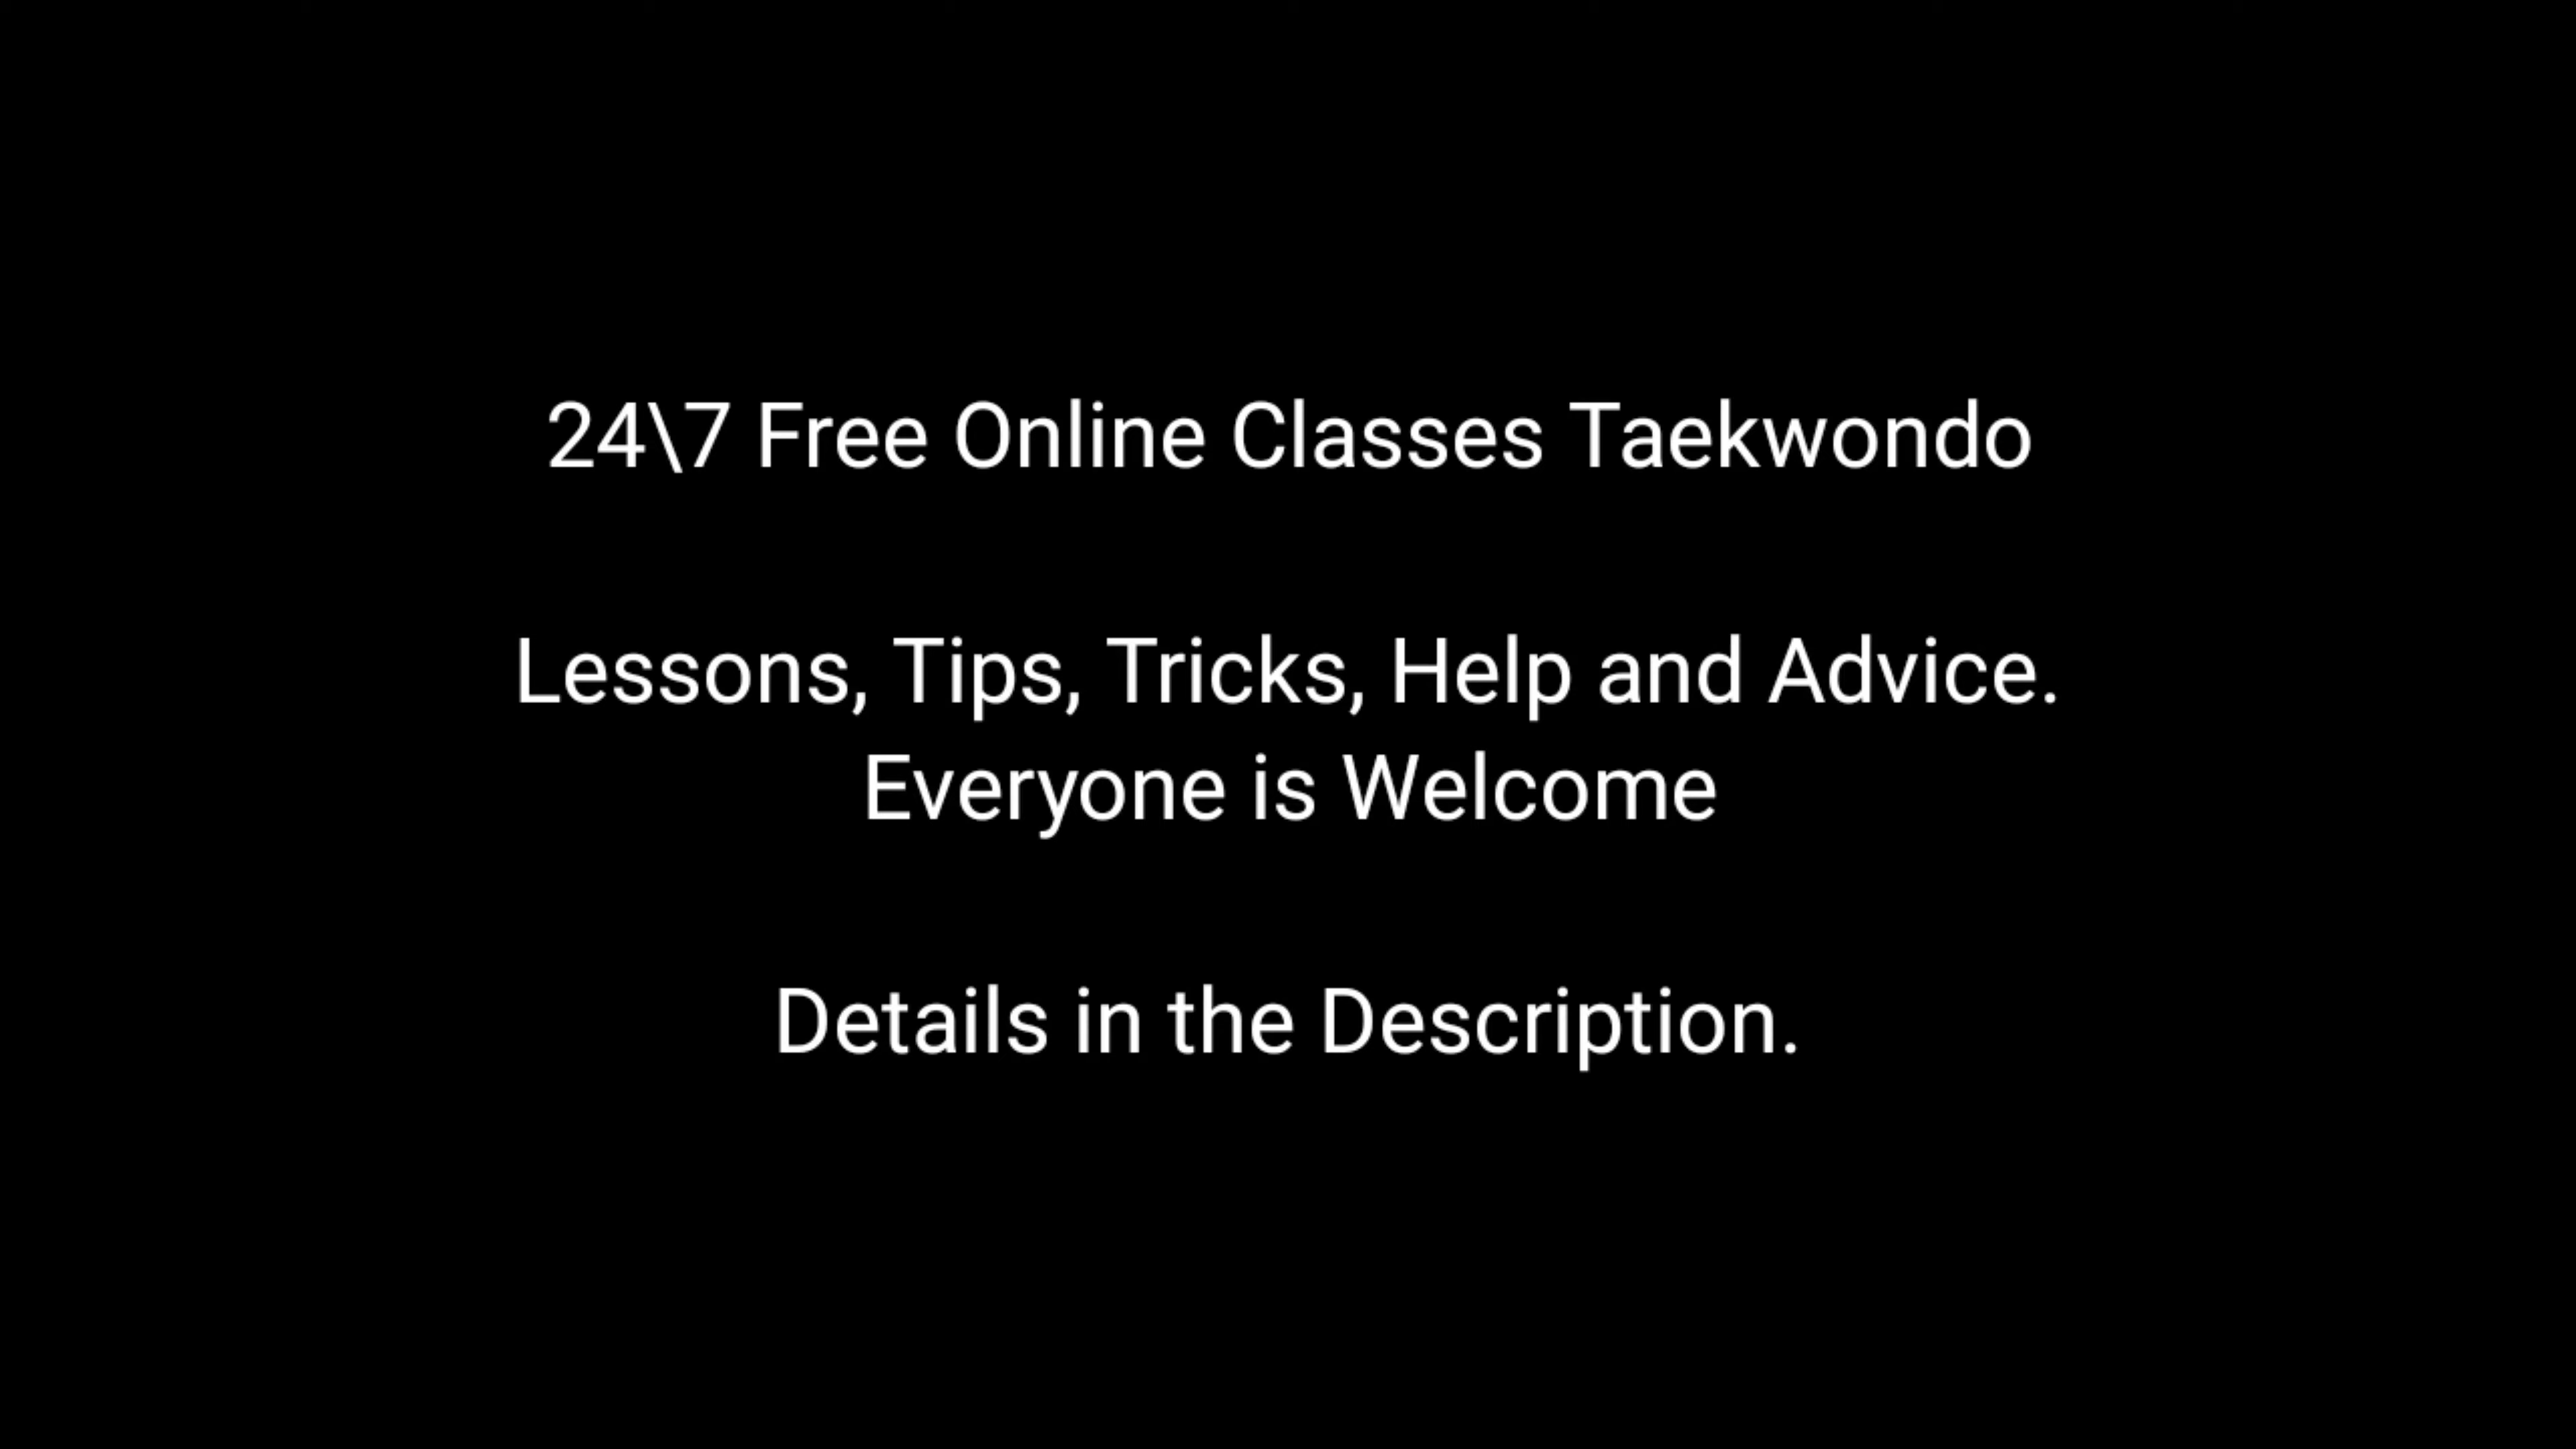 24\7 Free Online Classes Taekwondo
Lessons, Tips, Tricks, Help and Advice.
Everyone is Welcome
Details in the Description.